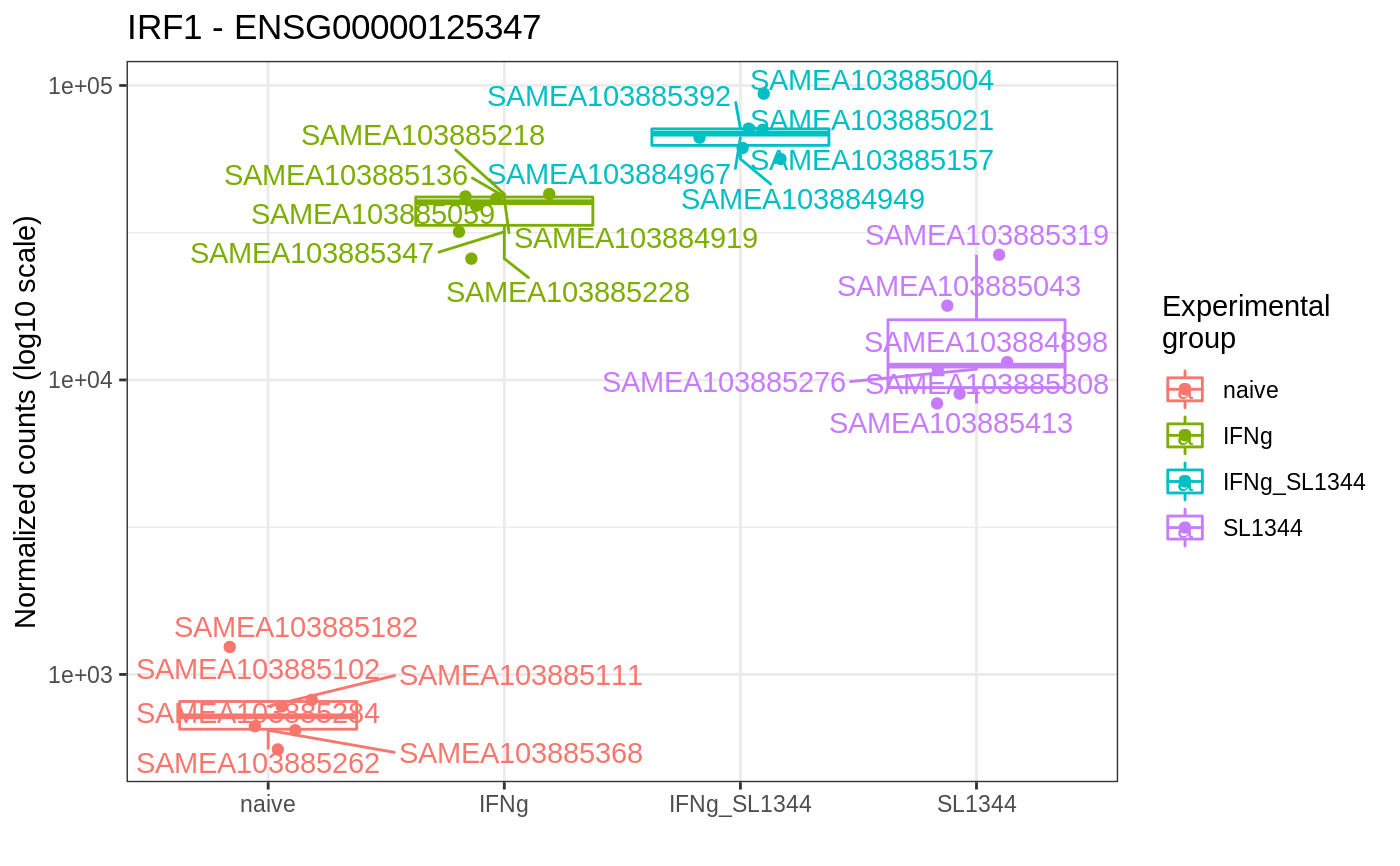 IRF1 - ENSG00000125347
Normalized counts (log10 scale)
1e+05
1e+04
1e+03
SAMEA103885004
SAMEA103885392
SAMEA103885021
SAMEA103885218
SAMEA103885157
SAMEA103885136
SAMEA103884967
SAMEA103884949
SAMEA103885059
SAMEA103884919
SAMEA103885347
SAMEA103885228
SAMEA103885319
SAMEA103885043
SAMEA103884898
SAMEA103885276
SAMEA103885308
SAMEA103885413
SAMEA103885182
SAMEA103885102
SAMEA103885111
SAMEA103885284
SAMEA103885368
SAMEA103885262
naive
IFNg
IFNg_SL1344
SL1344
Experimental
group
a naive
a IFNg
a IFNg_SL1344
a SL1344